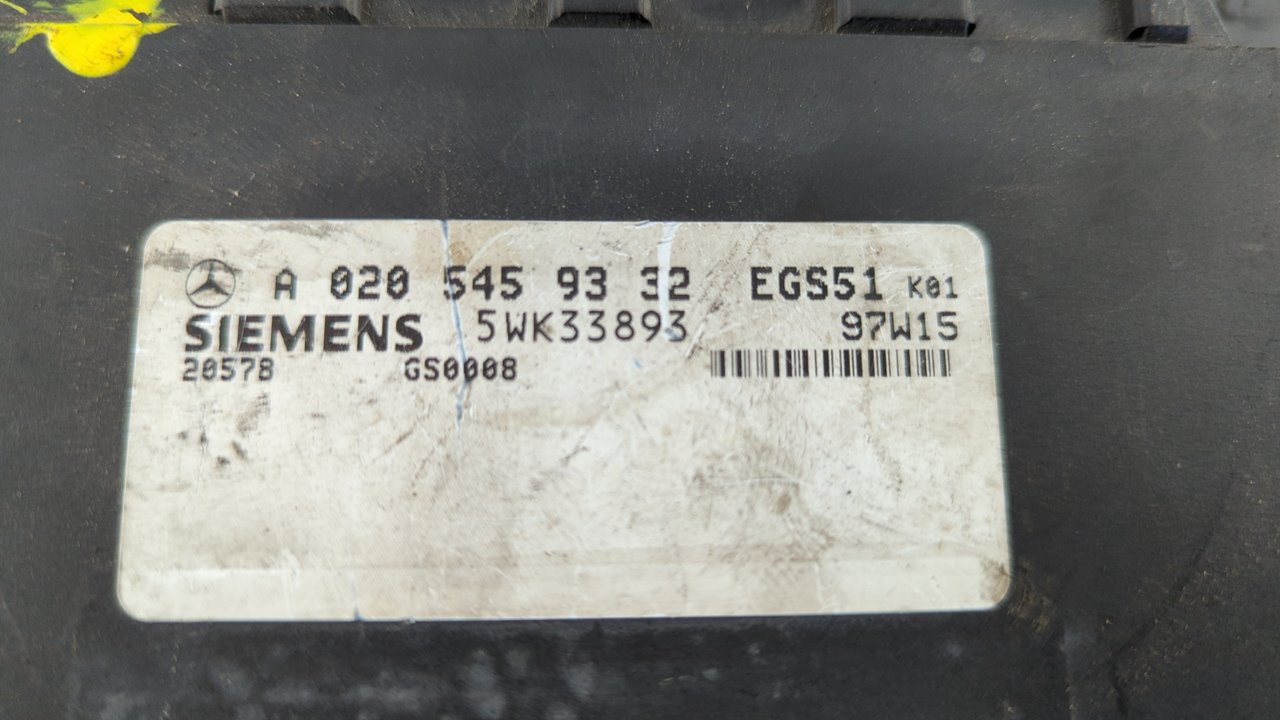 A 020 545 93 32 EGS51 K01
SIEMENS 5WK33893 97W15
20578 GS0008